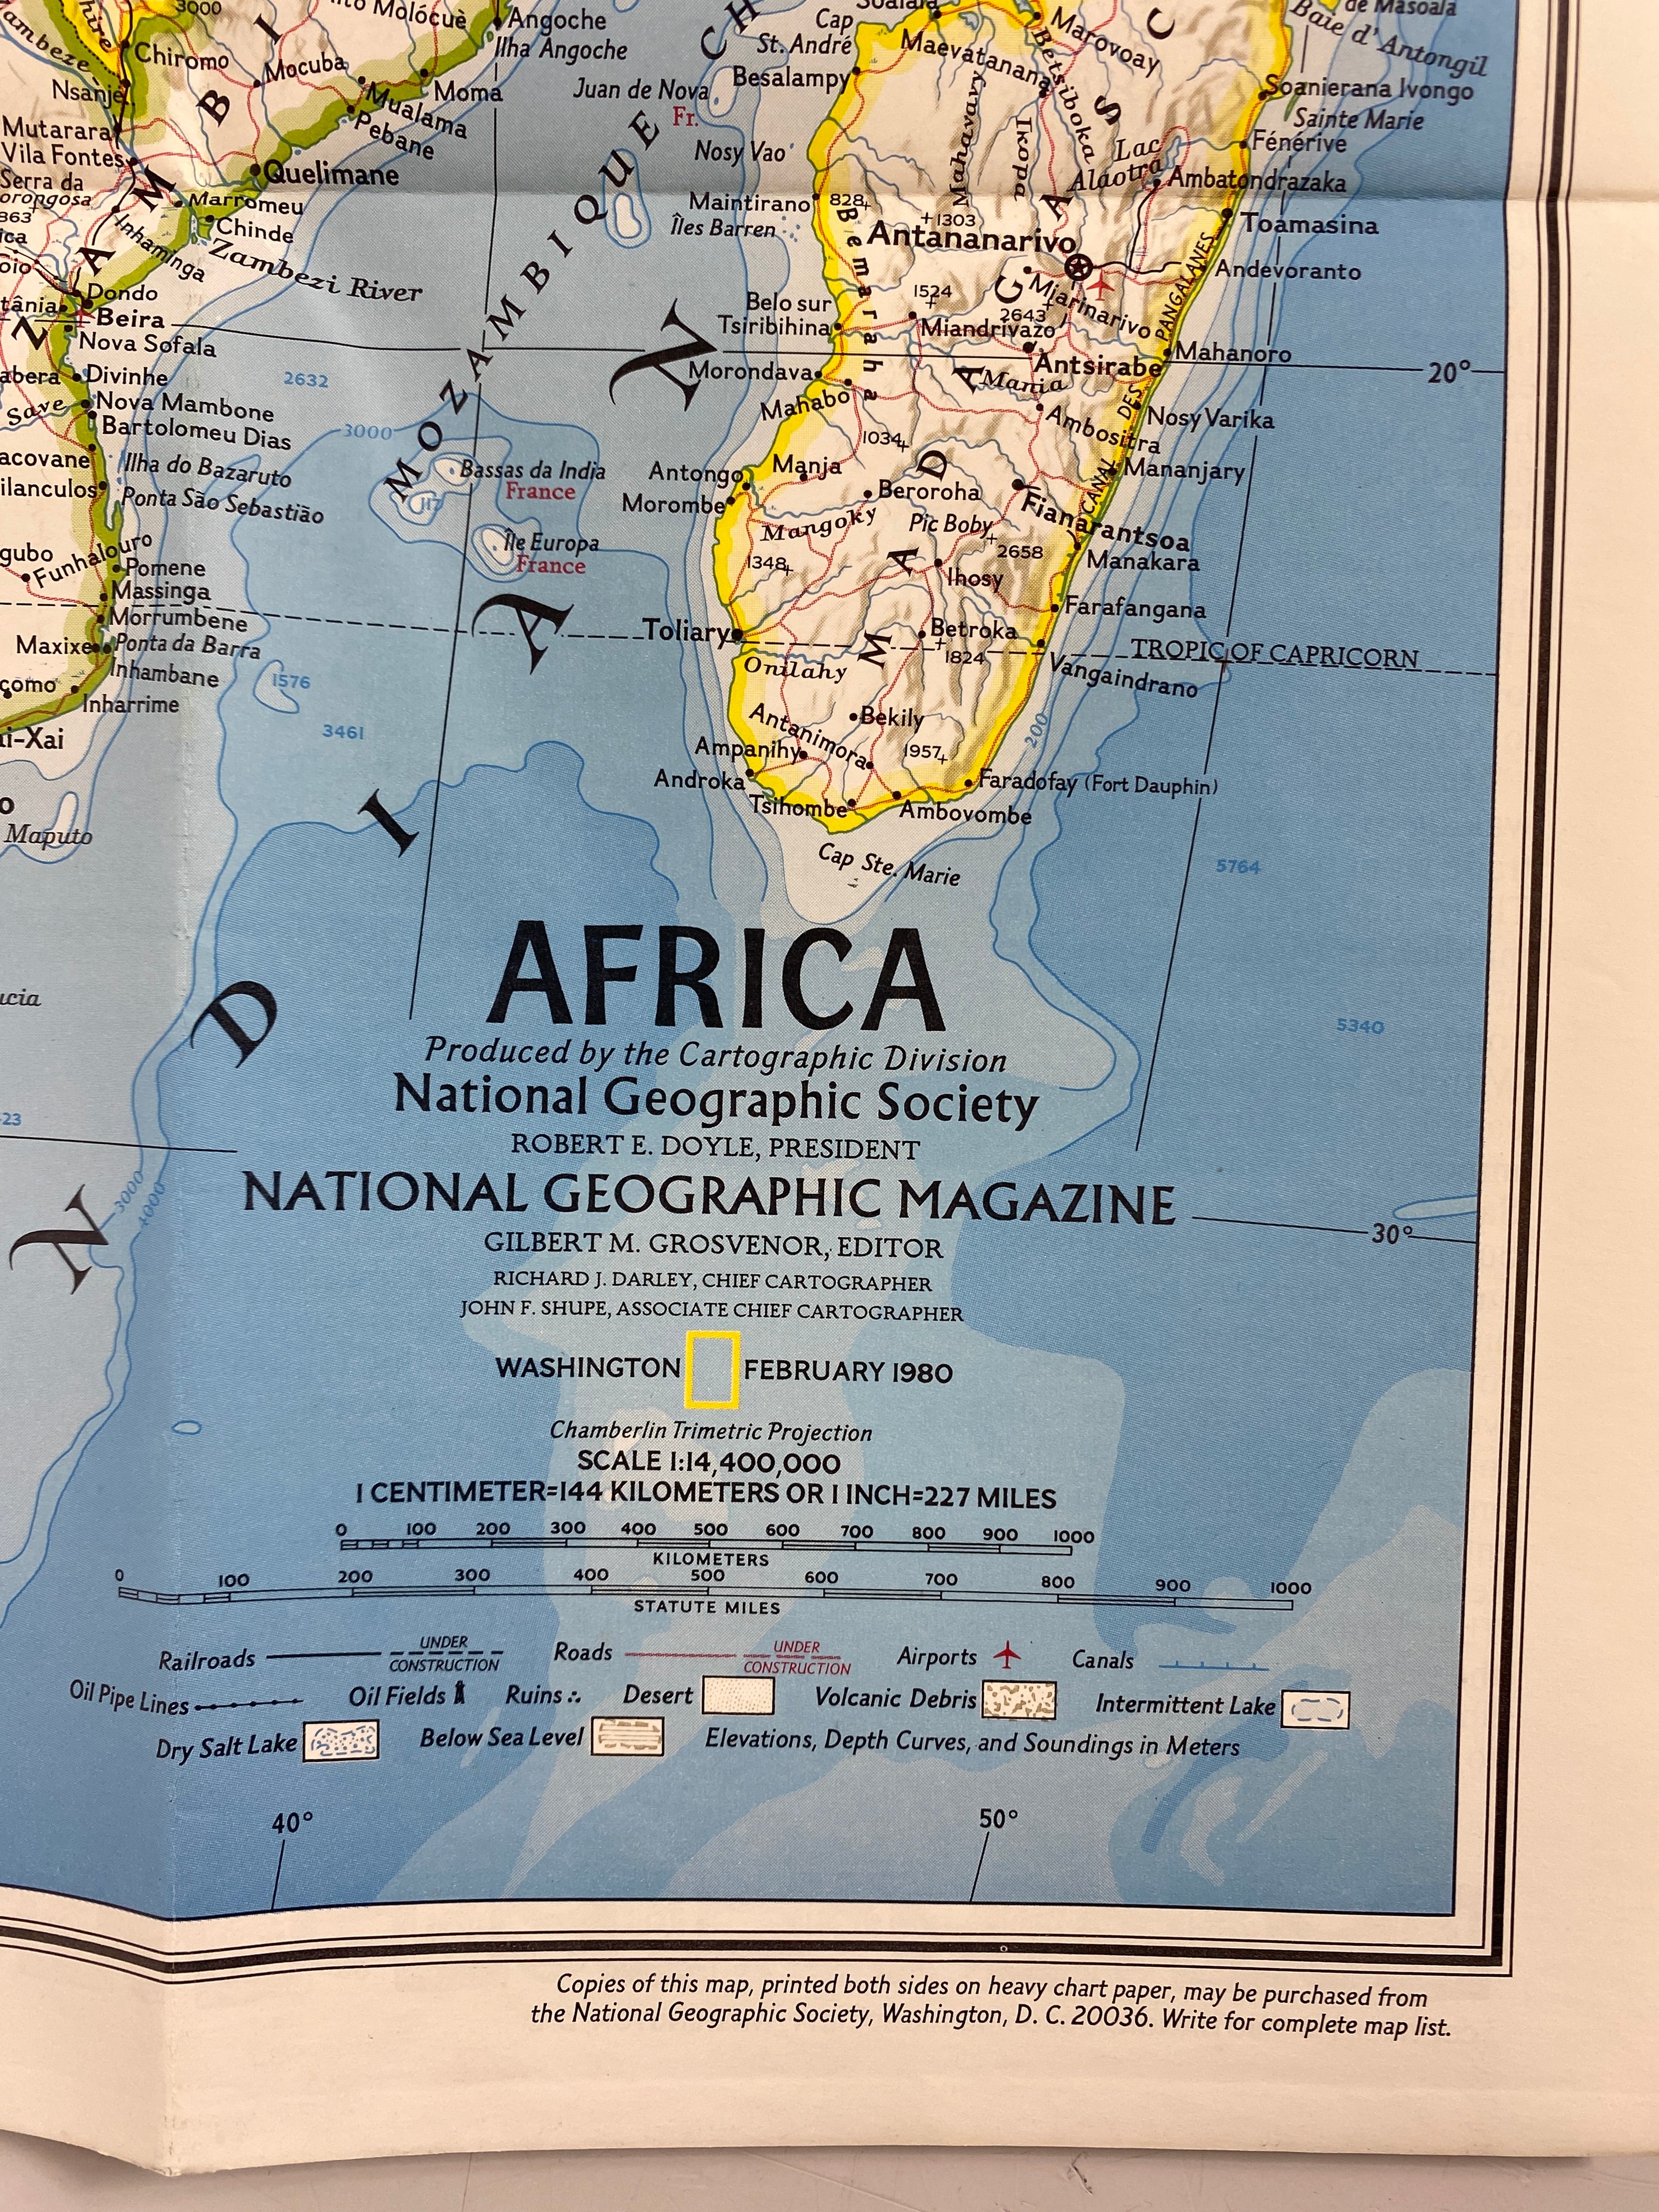 3000
Molócuè
Angoche
Ilha Angoche
Chiromo
Mocuba
Nsanje
Moma
Mualama
Pebane
Mutarara
Vila Fontes
Quelimane
Serra da
Marromeu
Chinde
Inhaminga
Zambezi River
Dondo
Beira
Nova Sofala
Divinhe
Save
Nova Mambone
Bartolomeu Dias
Ilha do Bazaruto
Ponta São Sebastião
Funhalouro
Pomene
Massinga
Morrumbene
Maxixe
Ponta da Barra
Inhambane
Inharrime
Maputo
2632
3000
1576
3461
MOZAMBIQUE CH
Bassas da India
France
117
Île Europa
France
Juan de Nova
Fr.
Cap
St. André
Besalampy
Maevatanana
Marovoay
Mahavavy
Ikopa
Betsiboka
Baie d'Antongil
de Masoala
Soanierana Ivongo
Sainte Marie
Fénérive
Lac
Alaotra
Ambatondrazaka
Nosy Vao
Maintirano
Îles Barren
828
Bemaraha
1303
Antananarivo
Toamasina
Andevoranto
1524
2643
Miarinarivo
Belo sur
Tsiribihina
Miandrivazo
Antsirabe
Mahanoro
20°
Morondava
Mania
Mahabo
Ambositra
Nosy Varika
CANAL DES PANGALANES
1034
Antongo
Manja
Mananjary
Morombe
Beroroha
Mangoky
Pic Boby
2658
Fianarantsoa
Manakara
1348
Ihosy
Farafangana
Toliary
Betroka
1824
TROPIC OF CAPRICORN
Onilahy
Vangaindrano
Bekily
Antanimora
Ampanihy
1957
200
Androka
Faradofay (Fort Dauphin)
Tsihombe
Ambovombe
Cap Ste. Marie
MADAGASC
INDIAN
5764
5340
AFRICA
Produced by the Cartographic Division
National Geographic Society
ROBERT E. DOYLE, PRESIDENT
NATIONAL GEOGRAPHIC MAGAZINE
30°
3000
4000
GILBERT M. GROSVENOR, EDITOR
RICHARD J. DARLEY, CHIEF CARTOGRAPHER
JOHN F. SHUPE, ASSOCIATE CHIEF CARTOGRAPHER
WASHINGTON FEBRUARY 1980
Chamberlin Trimetric Projection
SCALE 1:14,400,000
1 CENTIMETER=144 KILOMETERS OR 1 INCH=227 MILES
0 100 200 300 400 500 600 700 800 900 1000
KILOMETERS
0 100 200 300 400 500 600 700 800 900 1000
STATUTE MILES
Railroads UNDER CONSTRUCTION Roads UNDER CONSTRUCTION Airports Canals
Oil Pipe Lines Oil Fields Ruins Desert Volcanic Debris Intermittent Lake
Dry Salt Lake Below Sea Level Elevations, Depth Curves, and Soundings in Meters
40° 50°
Copies of this map, printed both sides on heavy chart paper, may be purchased from
the National Geographic Society, Washington, D. C. 20036. Write for complete map list.